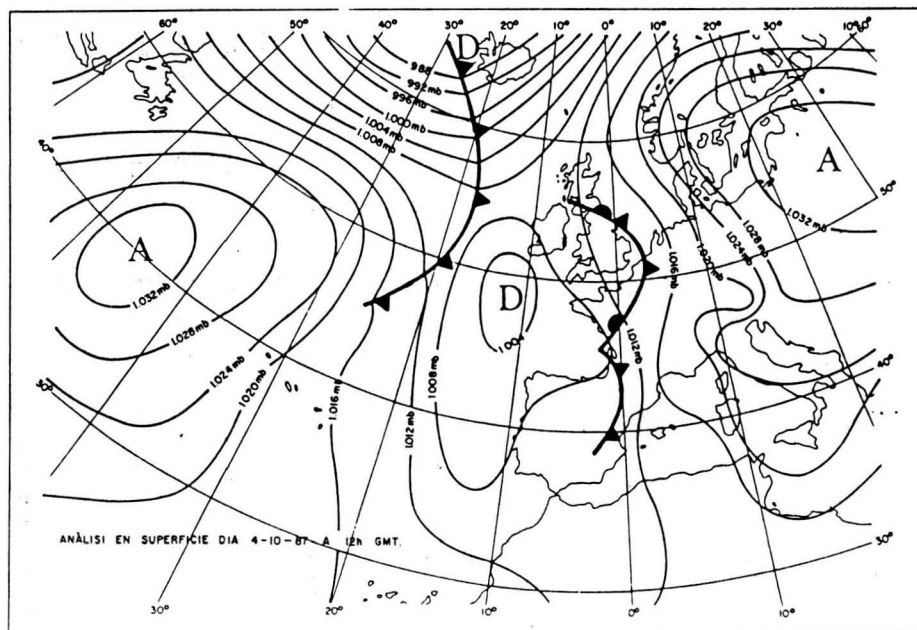 60° 50° 40° 30° 20° 10° 0° 10° 20° 30° 10° 60°
D
988
992mb
996mb
1.000mb
1.004mb
1.008mb
A
50°
1.032mb
1.028mb
1.024mb
1.020mb
1.016m
1.012mb
1.008mb
D
1.004
1.012mb
1.016mb
1.020mb
1.024mb
1.028mb
A
1.032mb
40°
30°
ANÀLISI EN SUPERFICIE DIA 4-10-87-A 12h GMT.
30° 20° 10° 0° 10°